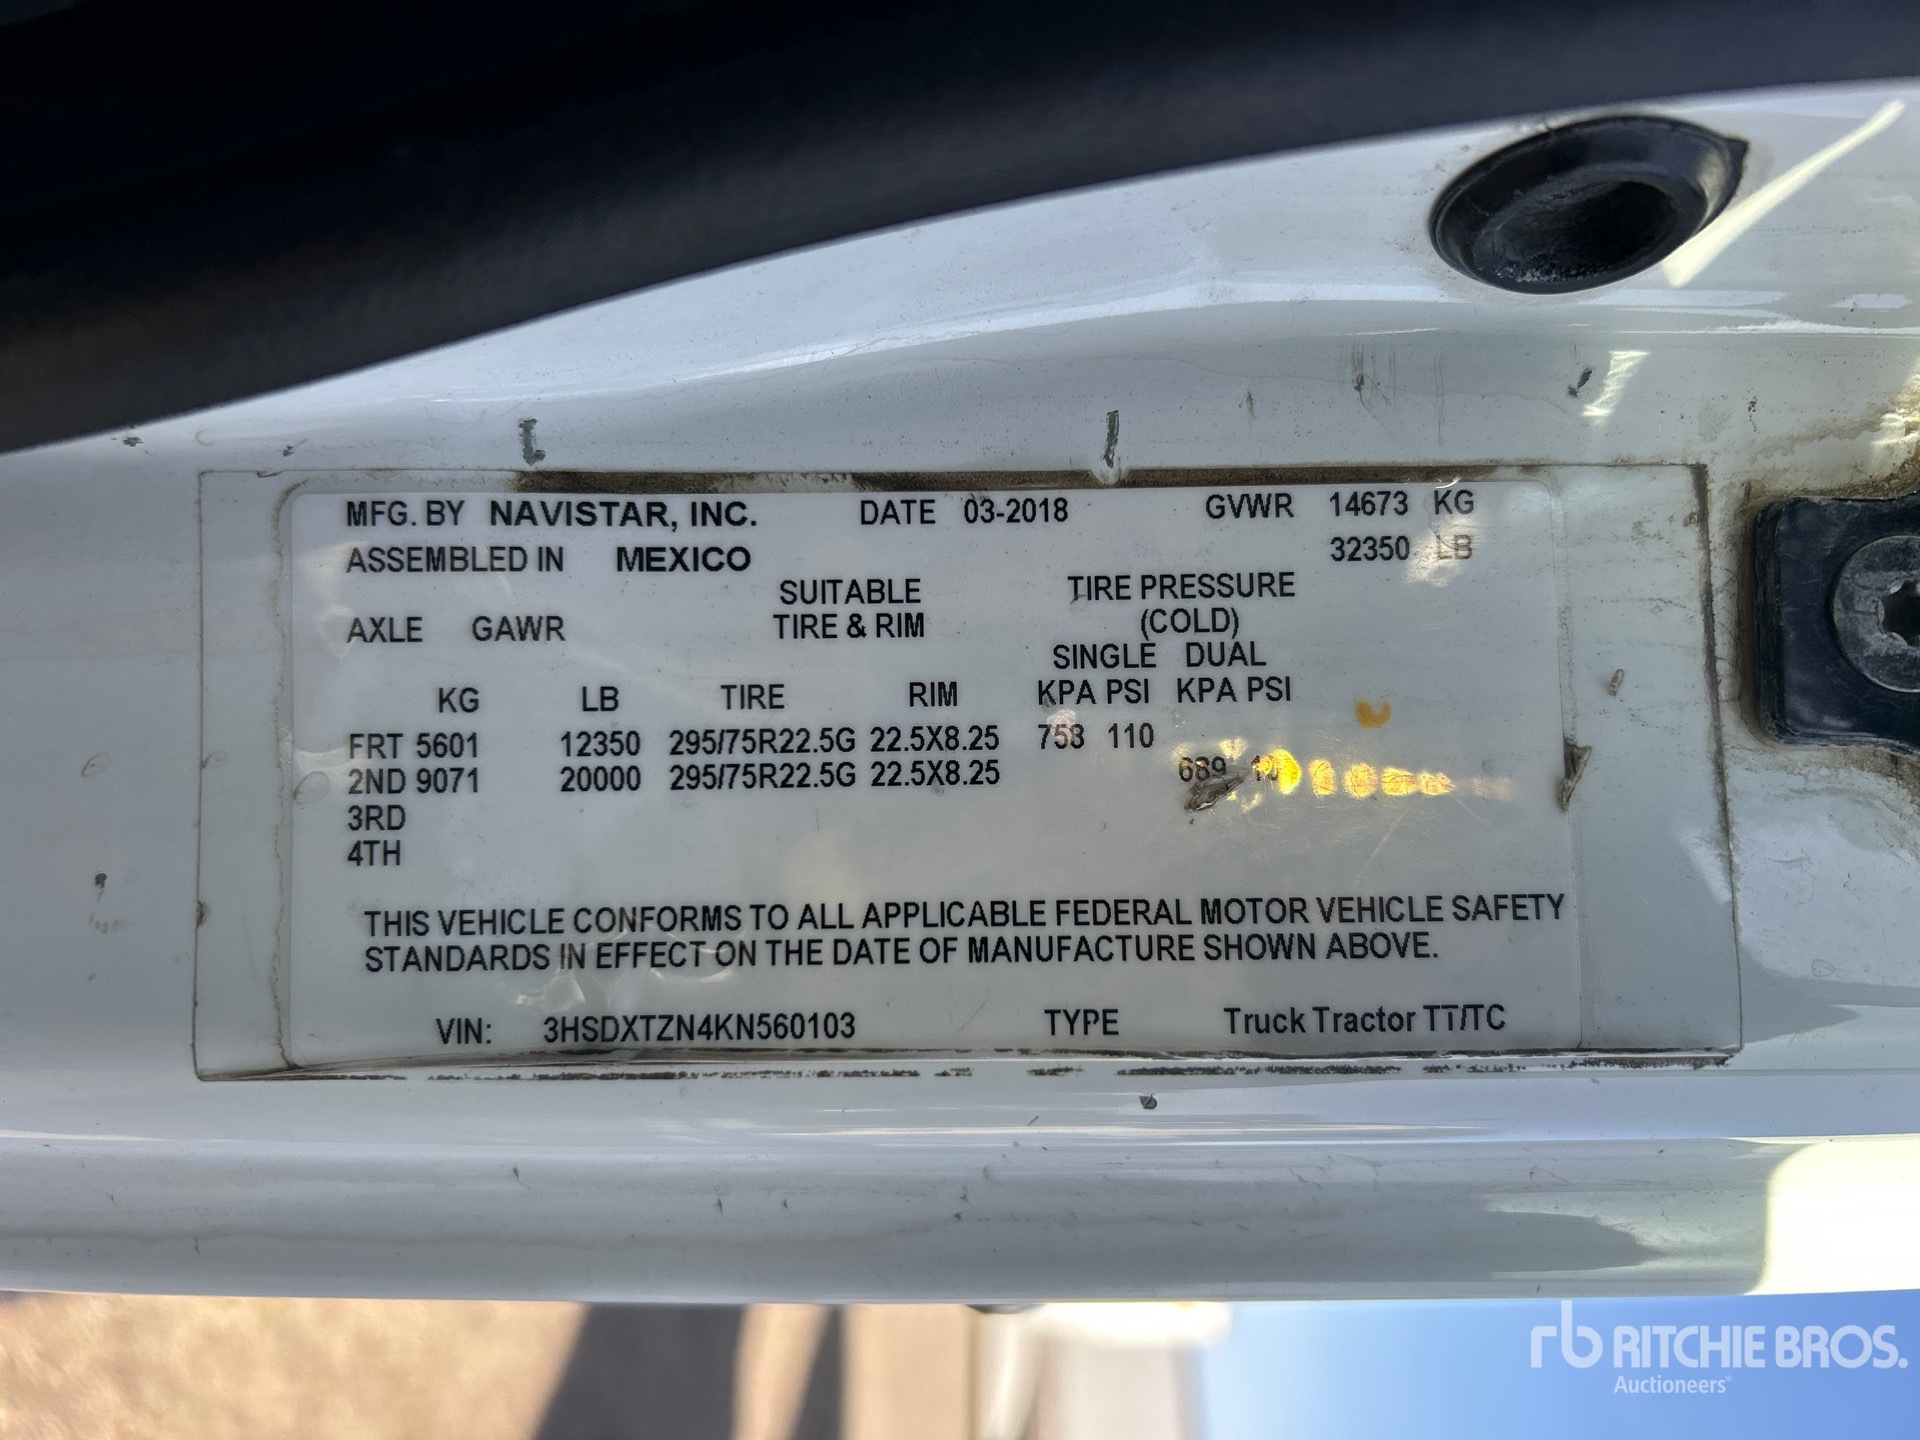 MFG. BY NAVISTAR, INC. DATE 03-2018 GVWR 14673 KG
ASSEMBLED IN MEXICO 32350 LB
SUITABLE TIRE PRESSURE
AXLE GAWR TIRE & RIM (COLD)
SINGLE DUAL
KG LB TIRE RIM KPA PSI KPA PSI
FRT 5601 12350 295/75R22.5G 22.5X8.25 758 110
2ND 9071 20000 295/75R22.5G 22.5X8.25 689
3RD
4TH
THIS VEHICLE CONFORMS TO ALL APPLICABLE FEDERAL MOTOR VEHICLE SAFETY
STANDARDS IN EFFECT ON THE DATE OF MANUFACTURE SHOWN ABOVE.
VIN: 3HSDXTZN4KN560103 TYPE Truck Tractor TT/TC
rb RITCHIE BROS.
Auctioneers